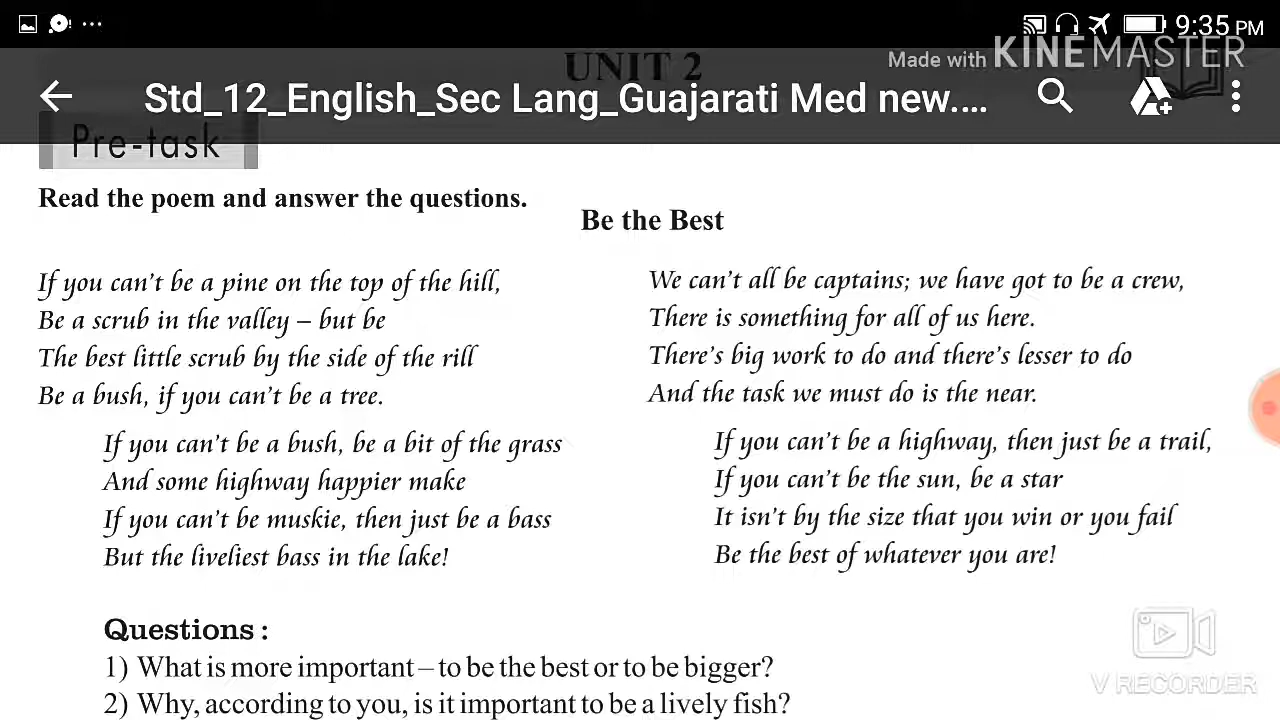 9:35 PM
Made with KINEMASTER
UNIT 2
Std_12_English_Sec Lang_Guajarati Med new....
Pre-task
Read the poem and answer the questions.
Be the Best
If you can't be a pine on the top of the hill,
Be a scrub in the valley – but be
The best little scrub by the side of the rill
Be a bush, if you can't be a tree.
If you can't be a bush, be a bit of the grass
And some highway happier make
If you can't be muskie, then just be a bass
But the liveliest bass in the lake!
We can't all be captains; we have got to be a crew,
There is something for all of us here.
There's big work to do and there's lesser to do
And the task we must do is the near.
If you can't be a highway, then just be a trail,
If you can't be the sun, be a star
It isn't by the size that you win or you fail
Be the best of whatever you are!
Questions :
1) What is more important – to be the best or to be bigger?
2) Why, according to you, is it important to be a lively fish?
V RECORDER